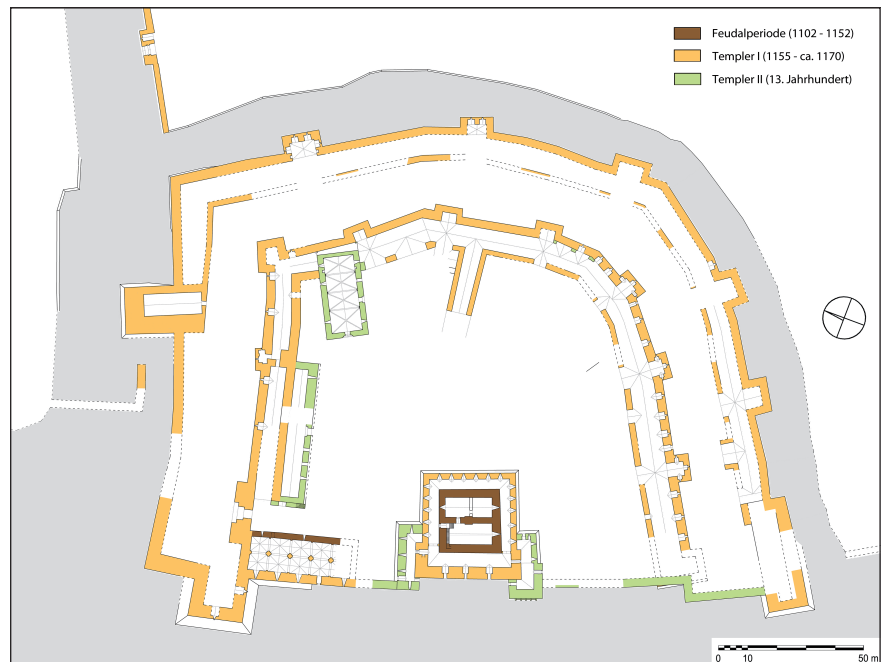 Feudalperiode (1102 - 1152)
Templer I (1155 - ca. 1170)
Templer II (13. Jahrhundert)
0 10 50 m